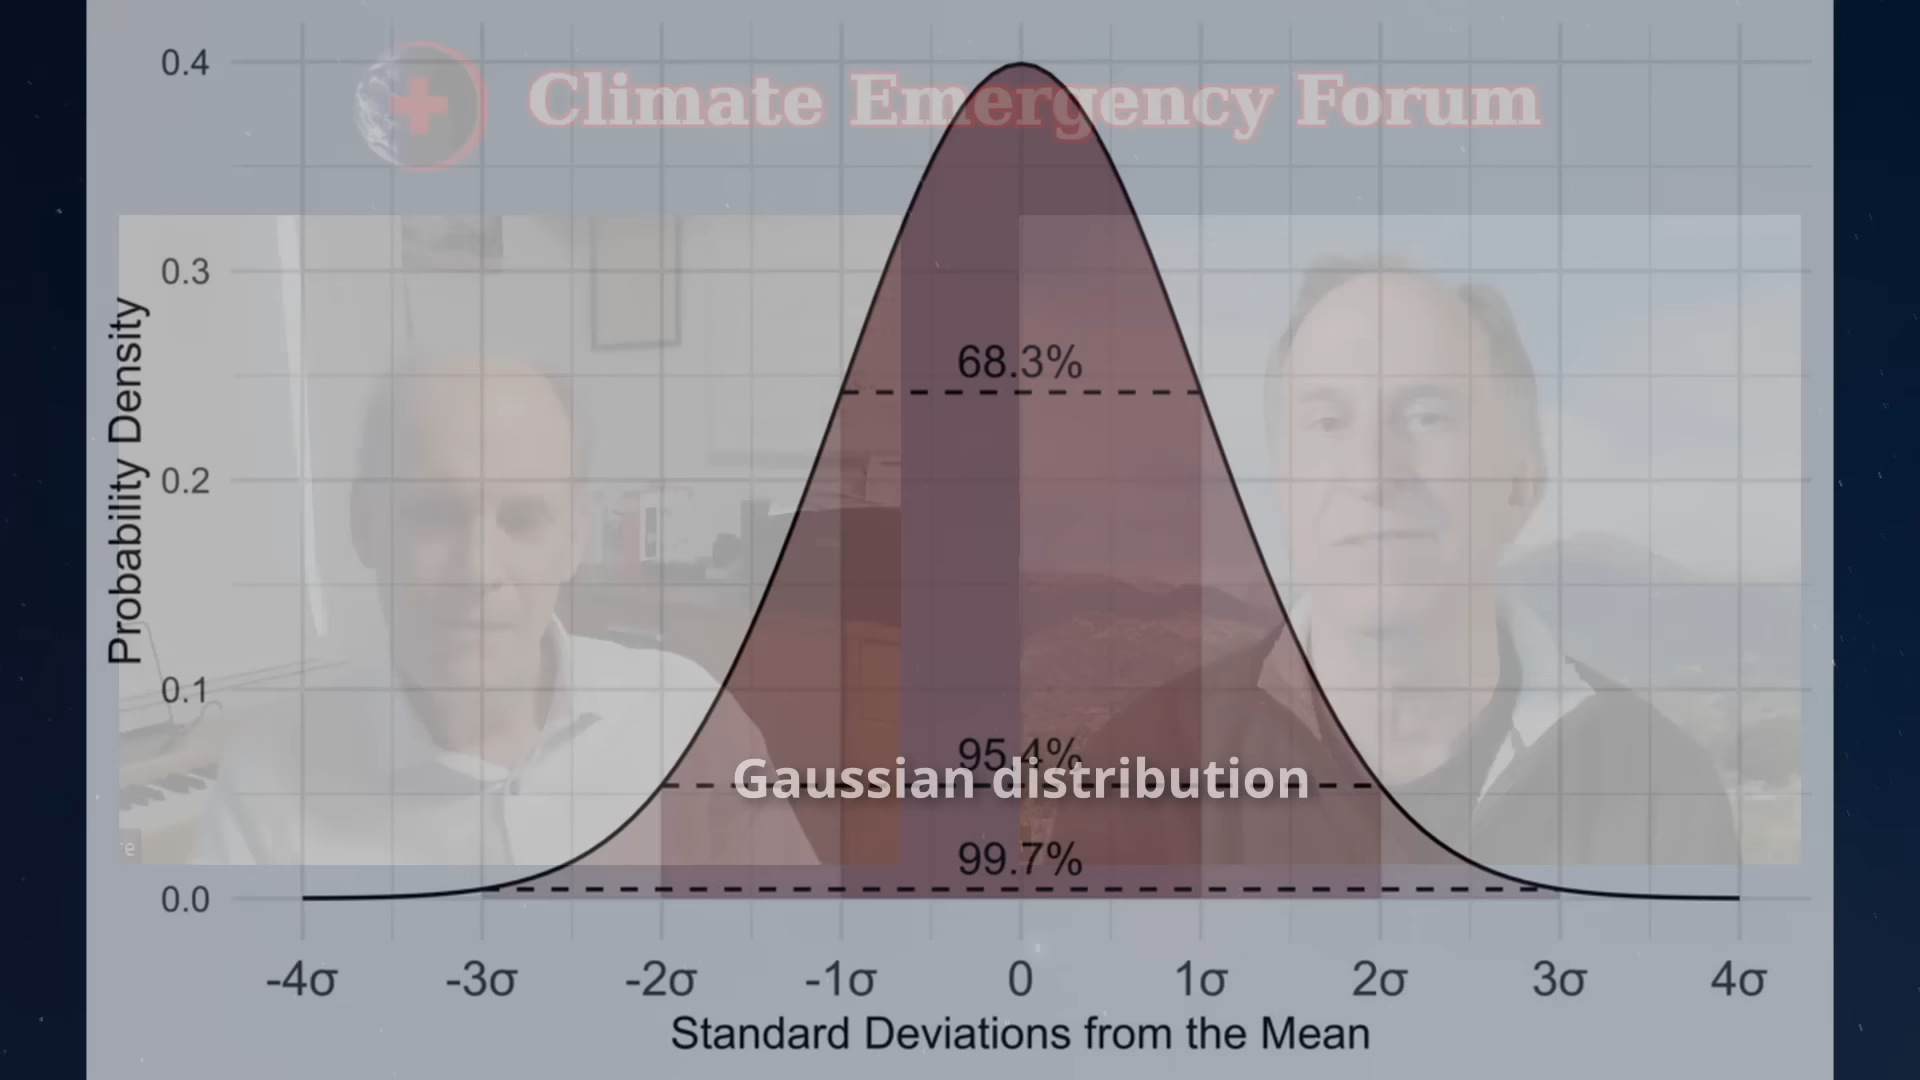 Climate Emergency Forum
Probability Density
0.4
0.3
0.2
0.1
0.0
68.3%
95.4%
Gaussian distribution
99.7%
-4σ -3σ -2σ -1σ 0 1σ 2σ 3σ 4σ
Standard Deviations from the Mean